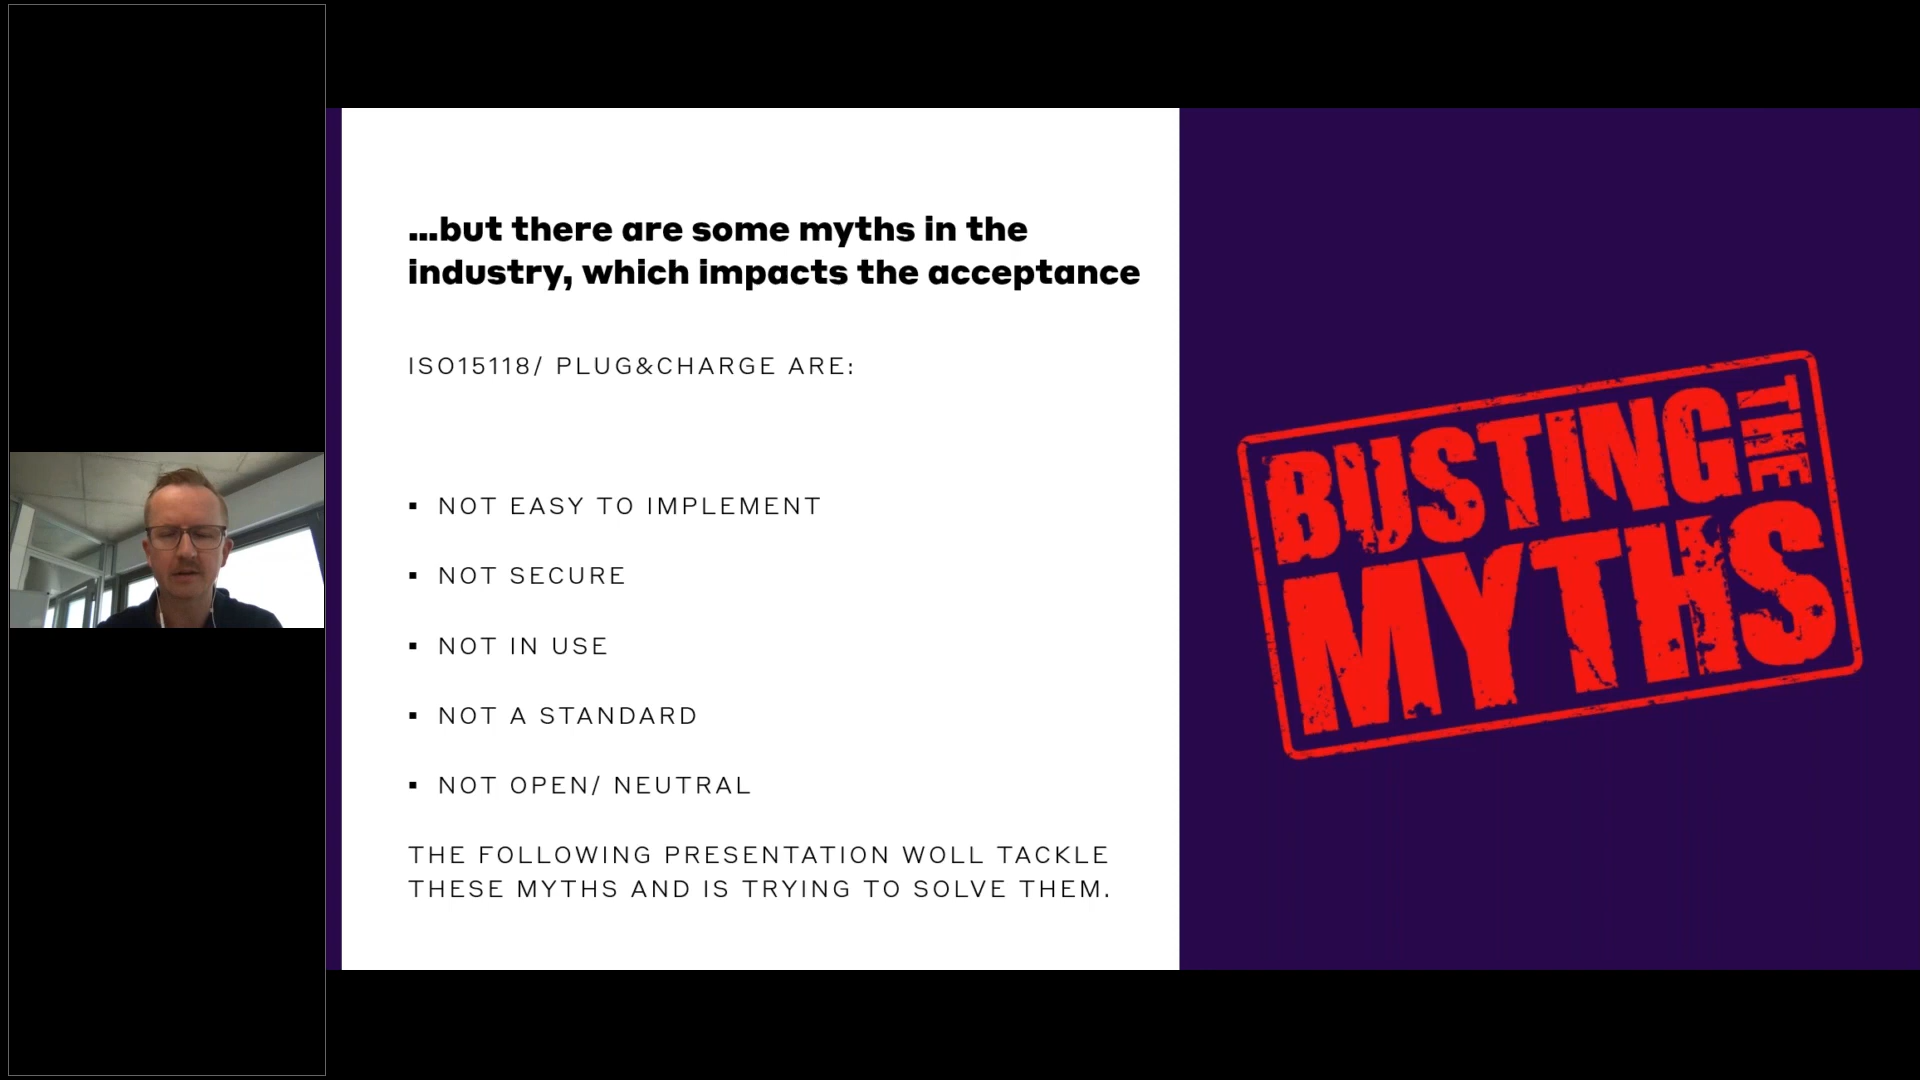 ...but there are some myths in the
industry, which impacts the acceptance
ISO15118/ PLUG&CHARGE ARE:
▪ NOT EASY TO IMPLEMENT
▪ NOT SECURE
▪ NOT IN USE
▪ NOT A STANDARD
▪ NOT OPEN/ NEUTRAL
THE FOLLOWING PRESENTATION WOLL TACKLE
THESE MYTHS AND IS TRYING TO SOLVE THEM.
BUSTING THE
MYTHS